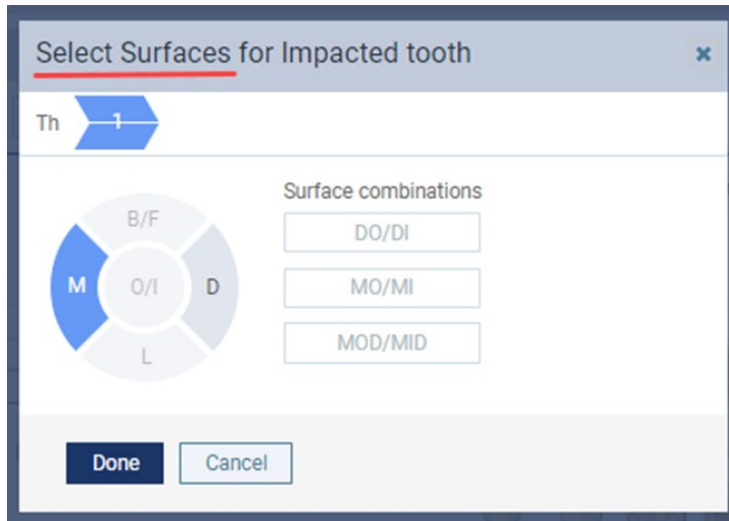 Select Surfaces for Impacted tooth
Th 1
Surface combinations
B/F
DO/DI
M O/I D
MO/MI
L
MOD/MID
Done Cancel